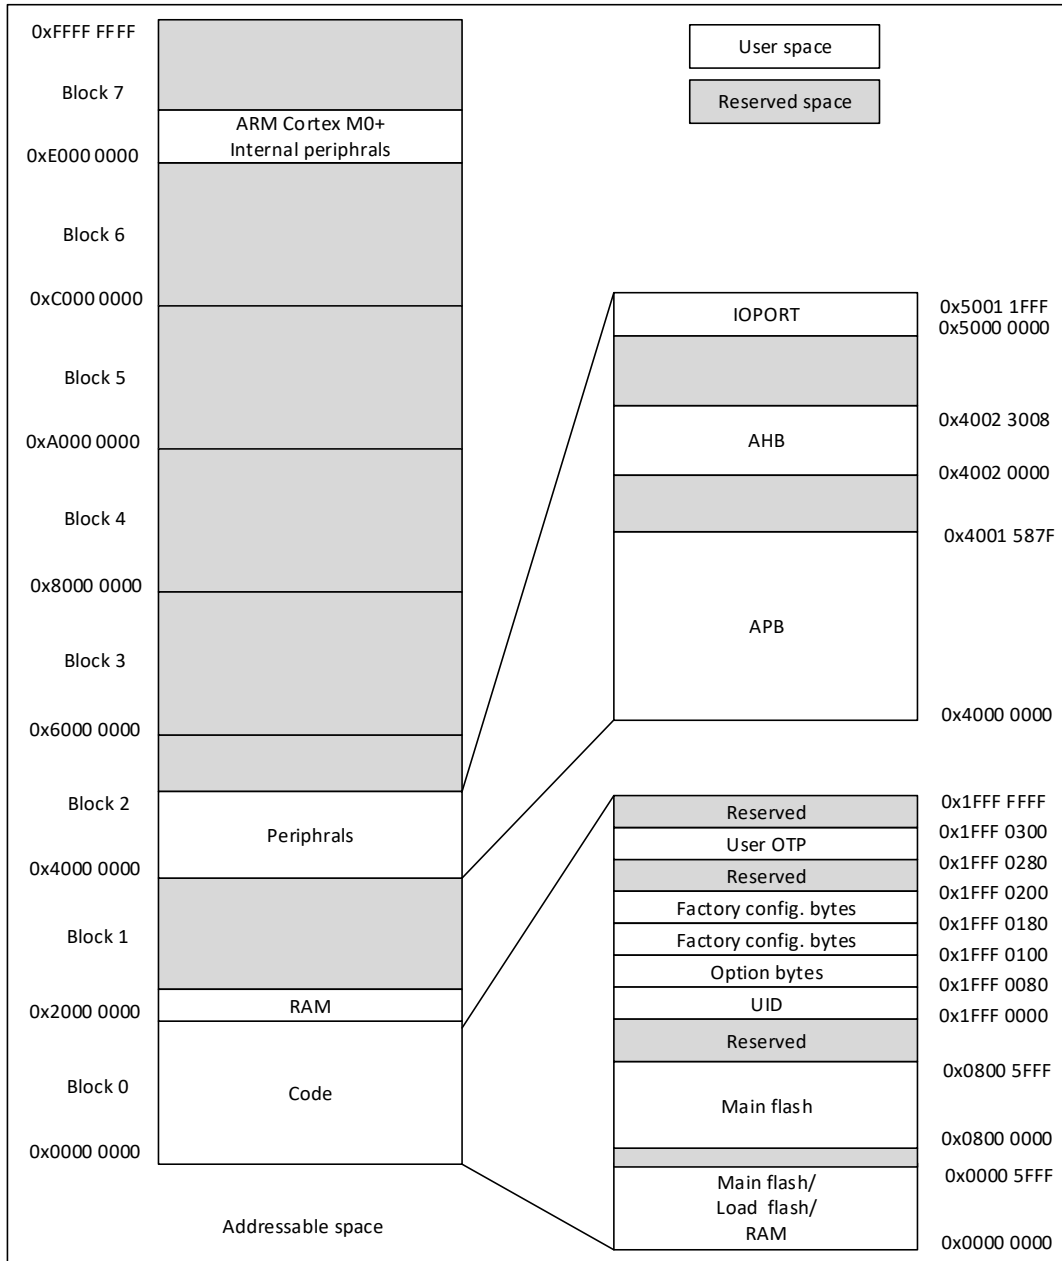 0xFFFF FFFF
Block 7
ARM Cortex M0+
Internal periphrals
0xE000 0000
Block 6
0xC000 0000
Block 5
0xA000 0000
Block 4
0x8000 0000
Block 3
0x6000 0000
Block 2
Periphrals
0x4000 0000
Block 1
RAM
0x2000 0000
Block 0
Code
0x0000 0000
Addressable space
User space
Reserved space
IOPORT
0x5001 1FFF
0x5000 0000
AHB
0x4002 3008
0x4002 0000
0x4001 587F
APB
0x4000 0000
Reserved
0x1FFF FFFF
0x1FFF 0300
User OTP
0x1FFF 0280
Reserved
0x1FFF 0200
Factory config. bytes
0x1FFF 0180
Factory config. bytes
0x1FFF 0100
Option bytes
0x1FFF 0080
UID
0x1FFF 0000
Reserved
0x0800 5FFF
Main flash
0x0800 0000
0x0000 5FFF
Main flash/
Load flash/
RAM
0x0000 0000